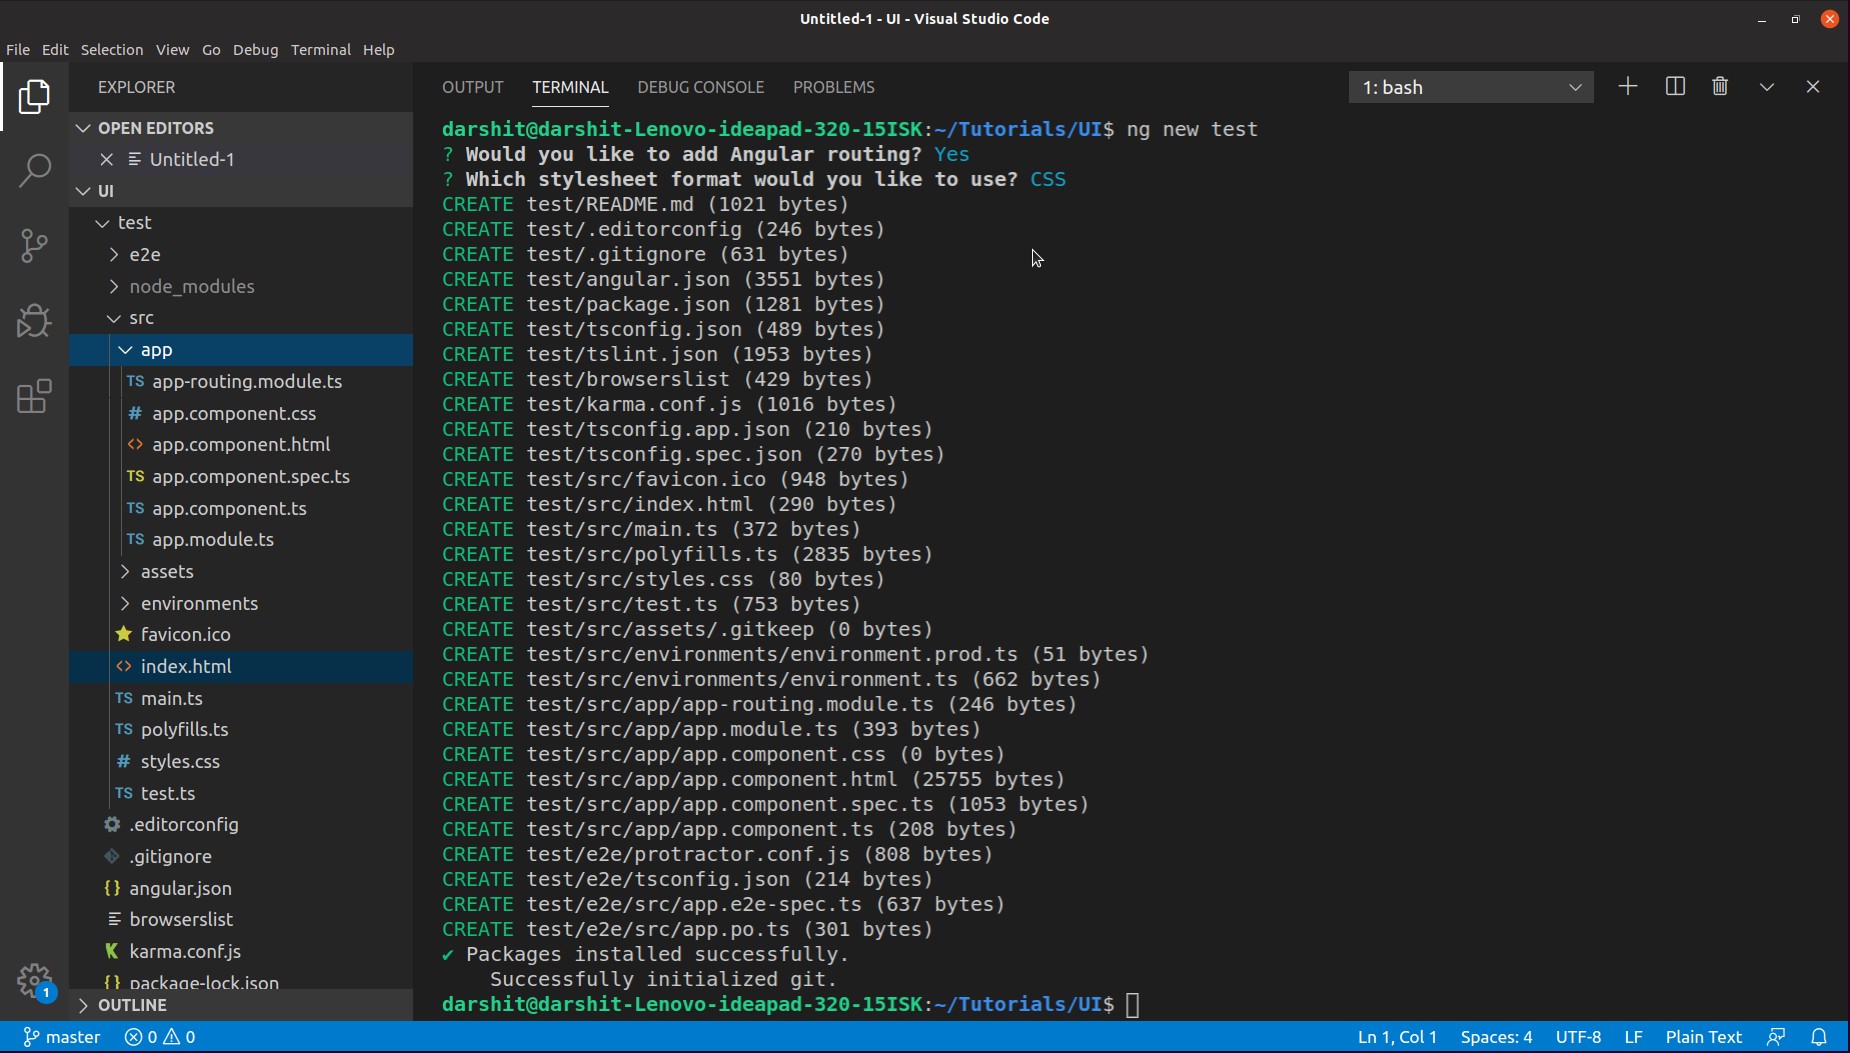 Untitled-1 - UI - Visual Studio Code
File Edit Selection View Go Debug Terminal Help
EXPLORER
OPEN EDITORS
Untitled-1
UI
test
e2e
node_modules
src
app
TS app-routing.module.ts
# app.component.css
<> app.component.html
TS app.component.spec.ts
TS app.component.ts
TS app.module.ts
assets
environments
favicon.ico
<> index.html
TS main.ts
TS polyfills.ts
# styles.css
TS test.ts
.editorconfig
.gitignore
{} angular.json
browserslist
karma.conf.js
{} package-lock.json
OUTLINE
1
OUTPUT TERMINAL DEBUG CONSOLE PROBLEMS
1: bash
darshit@darshit-Lenovo-ideapad-320-15ISK:~/Tutorials/UI$ ng new test
? Would you like to add Angular routing? Yes
? Which stylesheet format would you like to use? CSS
CREATE test/README.md (1021 bytes)
CREATE test/.editorconfig (246 bytes)
CREATE test/.gitignore (631 bytes)
CREATE test/angular.json (3551 bytes)
CREATE test/package.json (1281 bytes)
CREATE test/tsconfig.json (489 bytes)
CREATE test/tslint.json (1953 bytes)
CREATE test/browserslist (429 bytes)
CREATE test/karma.conf.js (1016 bytes)
CREATE test/tsconfig.app.json (210 bytes)
CREATE test/tsconfig.spec.json (270 bytes)
CREATE test/src/favicon.ico (948 bytes)
CREATE test/src/index.html (290 bytes)
CREATE test/src/main.ts (372 bytes)
CREATE test/src/polyfills.ts (2835 bytes)
CREATE test/src/styles.css (80 bytes)
CREATE test/src/test.ts (753 bytes)
CREATE test/src/assets/.gitkeep (0 bytes)
CREATE test/src/environments/environment.prod.ts (51 bytes)
CREATE test/src/environments/environment.ts (662 bytes)
CREATE test/src/app/app-routing.module.ts (246 bytes)
CREATE test/src/app/app.module.ts (393 bytes)
CREATE test/src/app/app.component.css (0 bytes)
CREATE test/src/app/app.component.html (25755 bytes)
CREATE test/src/app/app.component.spec.ts (1053 bytes)
CREATE test/src/app/app.component.ts (208 bytes)
CREATE test/e2e/protractor.conf.js (808 bytes)
CREATE test/e2e/tsconfig.json (214 bytes)
CREATE test/e2e/src/app.e2e-spec.ts (637 bytes)
CREATE test/e2e/src/app.po.ts (301 bytes)
✔ Packages installed successfully.
Successfully initialized git.
darshit@darshit-Lenovo-ideapad-320-15ISK:~/Tutorials/UI$
master 0 0 Ln 1, Col 1 Spaces: 4 UTF-8 LF Plain Text